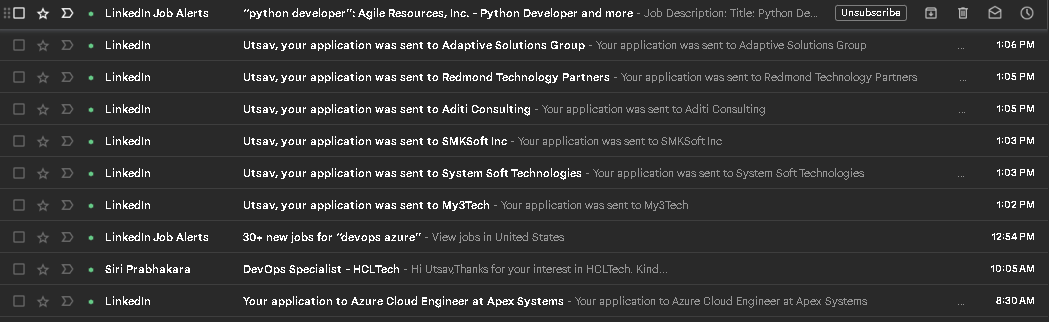 LinkedIn Job Alerts “python developer”: Agile Resources, Inc. - Python Developer and more - Job Description: Title: Python De... Unsubscribe
LinkedIn Utsav, your application was sent to Adaptive Solutions Group - Your application was sent to Adaptive Solutions Group ... 1:06 PM
LinkedIn Utsav, your application was sent to Redmond Technology Partners - Your application was sent to Redmond Technology Partners ... 1:05 PM
LinkedIn Utsav, your application was sent to Aditi Consulting - Your application was sent to Aditi Consulting ... 1:05 PM
LinkedIn Utsav, your application was sent to SMKSoft Inc - Your application was sent to SMKSoft Inc 1:03 PM
LinkedIn Utsav, your application was sent to System Soft Technologies - Your application was sent to System Soft Technologies ... 1:03 PM
LinkedIn Utsav, your application was sent to My3Tech - Your application was sent to My3Tech 1:02 PM
LinkedIn Job Alerts 30+ new jobs for “devops azure” - View jobs in United States 12:54 PM
Siri Prabhakara DevOps Specialist - HCLTech - Hi Utsav,Thanks for your interest in HCLTech. Kind... 10:05 AM
LinkedIn Your application to Azure Cloud Engineer at Apex Systems - Your application to Azure Cloud Engineer at Apex Systems ... 8:30 AM